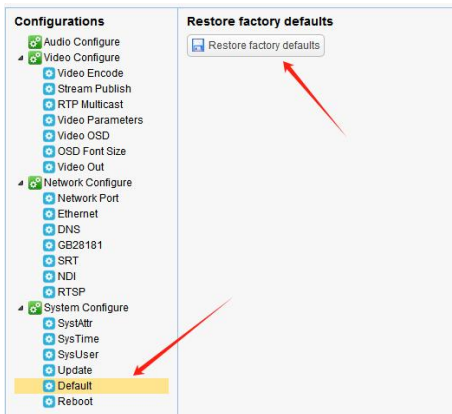 Configurations
Audio Configure
Video Configure
Video Encode
Stream Publish
RTP Multicast
Video Parameters
Video OSD
OSD Font Size
Video Out
Network Configure
Network Port
Ethernet
DNS
GB28181
SRT
NDI
RTSP
System Configure
SystAttr
SysTime
SysUser
Update
Default
Reboot
Restore factory defaults
Restore factory defaults